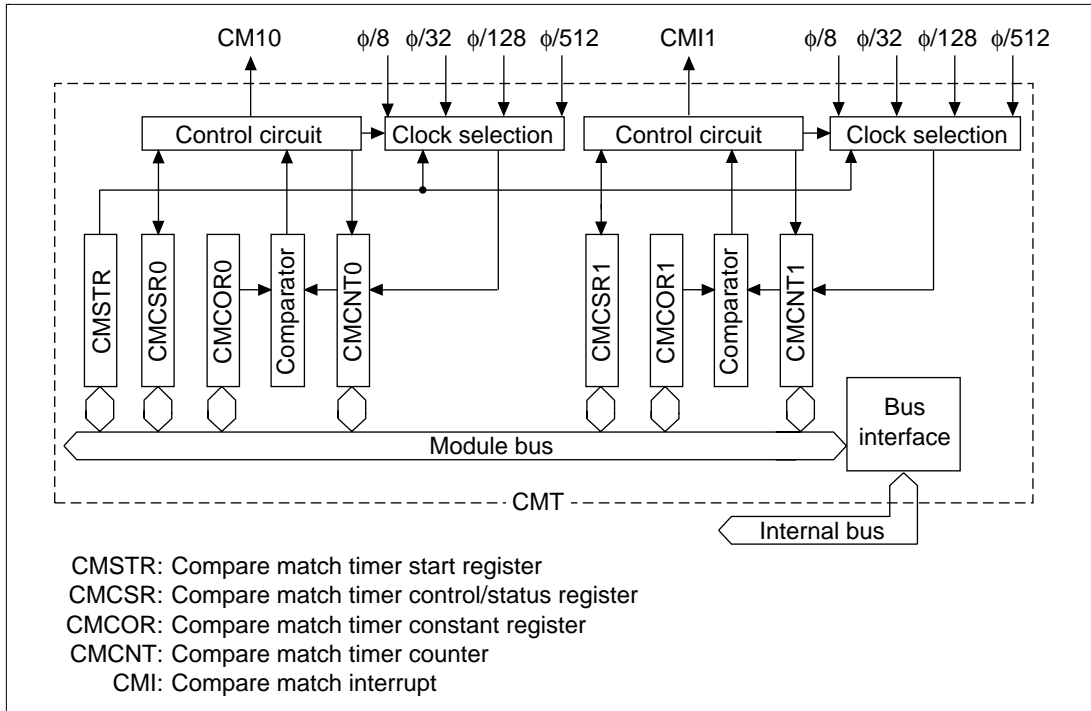 CM10 φ/8 φ/32 φ/128 φ/512 CMI1 φ/8 φ/32 φ/128 φ/512
Control circuit Clock selection Control circuit Clock selection
CMSTR CMCSR0 CMCOR0 Comparator CMCNT0 CMCSR1 CMCOR1 Comparator CMCNT1
Bus
interface
Module bus
CMT
Internal bus
CMSTR: Compare match timer start register
CMCSR: Compare match timer control/status register
CMCOR: Compare match timer constant register
CMCNT: Compare match timer counter
CMI: Compare match interrupt